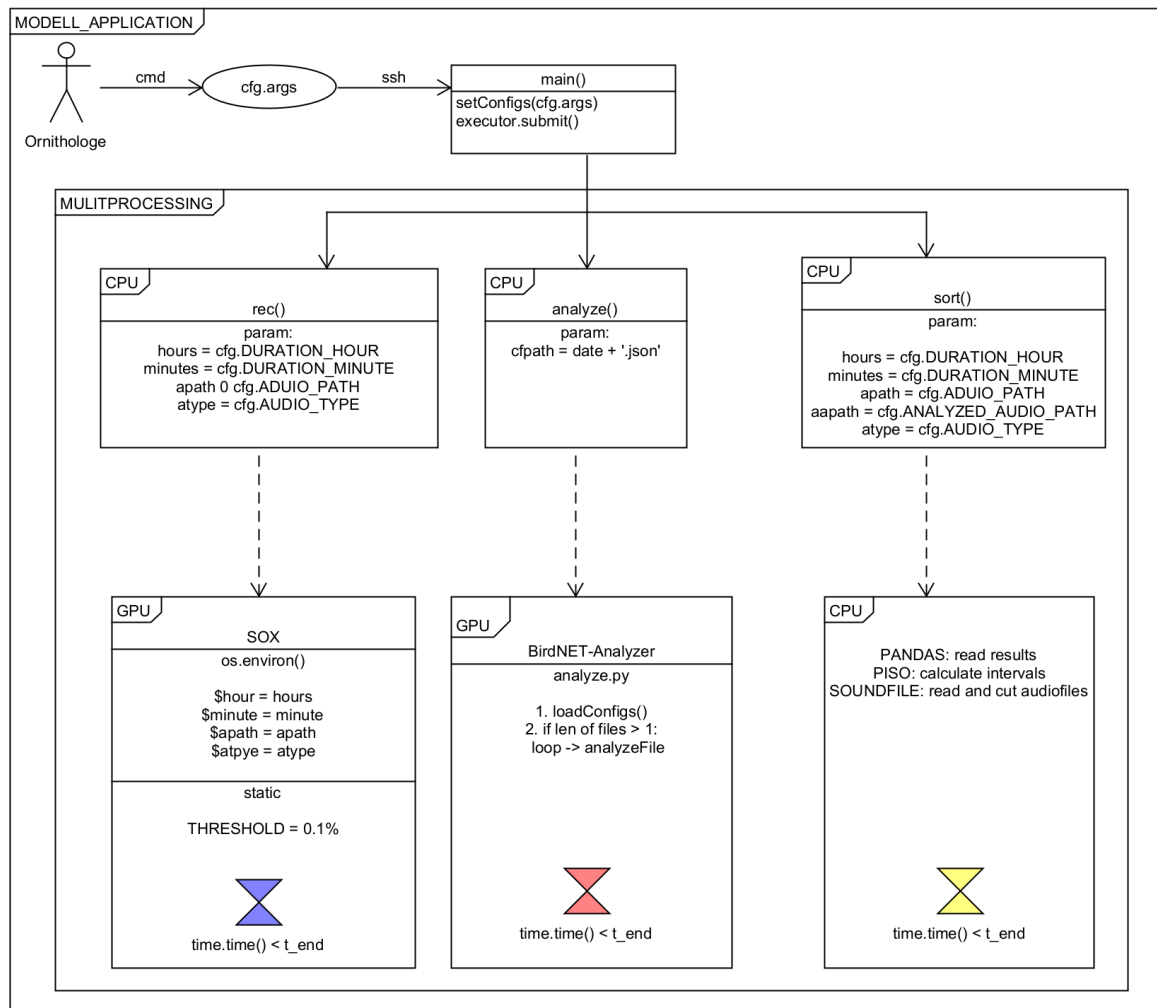 MODELL_APPLICATION
cmd
cfg.args
ssh
main()
setConfigs(cfg.args)
executor.submit()
Ornithologe
MULITPROCESSING
CPU
rec()
param:
hours = cfg.DURATION_HOUR
minutes = cfg.DURATION_MINUTE
apath 0 cfg.ADUIO_PATH
atype = cfg.AUDIO_TYPE
CPU
analyze()
param:
cfpath = date + '.json'
CPU
sort()
param:
hours = cfg.DURATION_HOUR
minutes = cfg.DURATION_MINUTE
apath = cfg.ADUIO_PATH
aapath = cfg.ANALYZED_AUDIO_PATH
atype = cfg.AUDIO_TYPE
GPU
SOX
os.environ()
$hour = hours
$minute = minute
$apath = apath
$atpye = atype
static
THRESHOLD = 0.1%
time.time() < t_end
GPU
BirdNET-Analyzer
analyze.py
1. loadConfigs()
2. if len of files > 1:
loop -> analyzeFile
time.time() < t_end
CPU
PANDAS: read results
PISO: calculate intervals
SOUNDFILE: read and cut audiofiles
time.time() < t_end